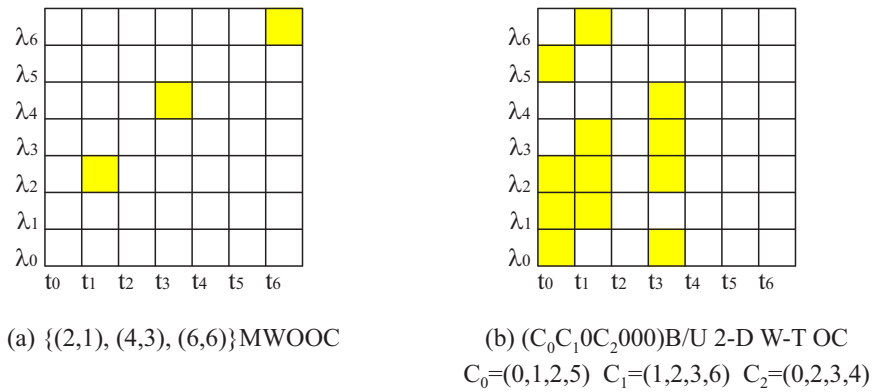 λ6 λ6
λ5 λ5
λ4 λ4
λ3 λ3
λ2 λ2
λ1 λ1
λ0 λ0
t0 t1 t2 t3 t4 t5 t6 t0 t1 t2 t3 t4 t5 t6
(a) {(2,1), (4,3), (6,6)}MWOOC
(b) (C0C10C2000)B/U 2-D W-T OC
C0=(0,1,2,5) C1=(1,2,3,6) C2=(0,2,3,4)